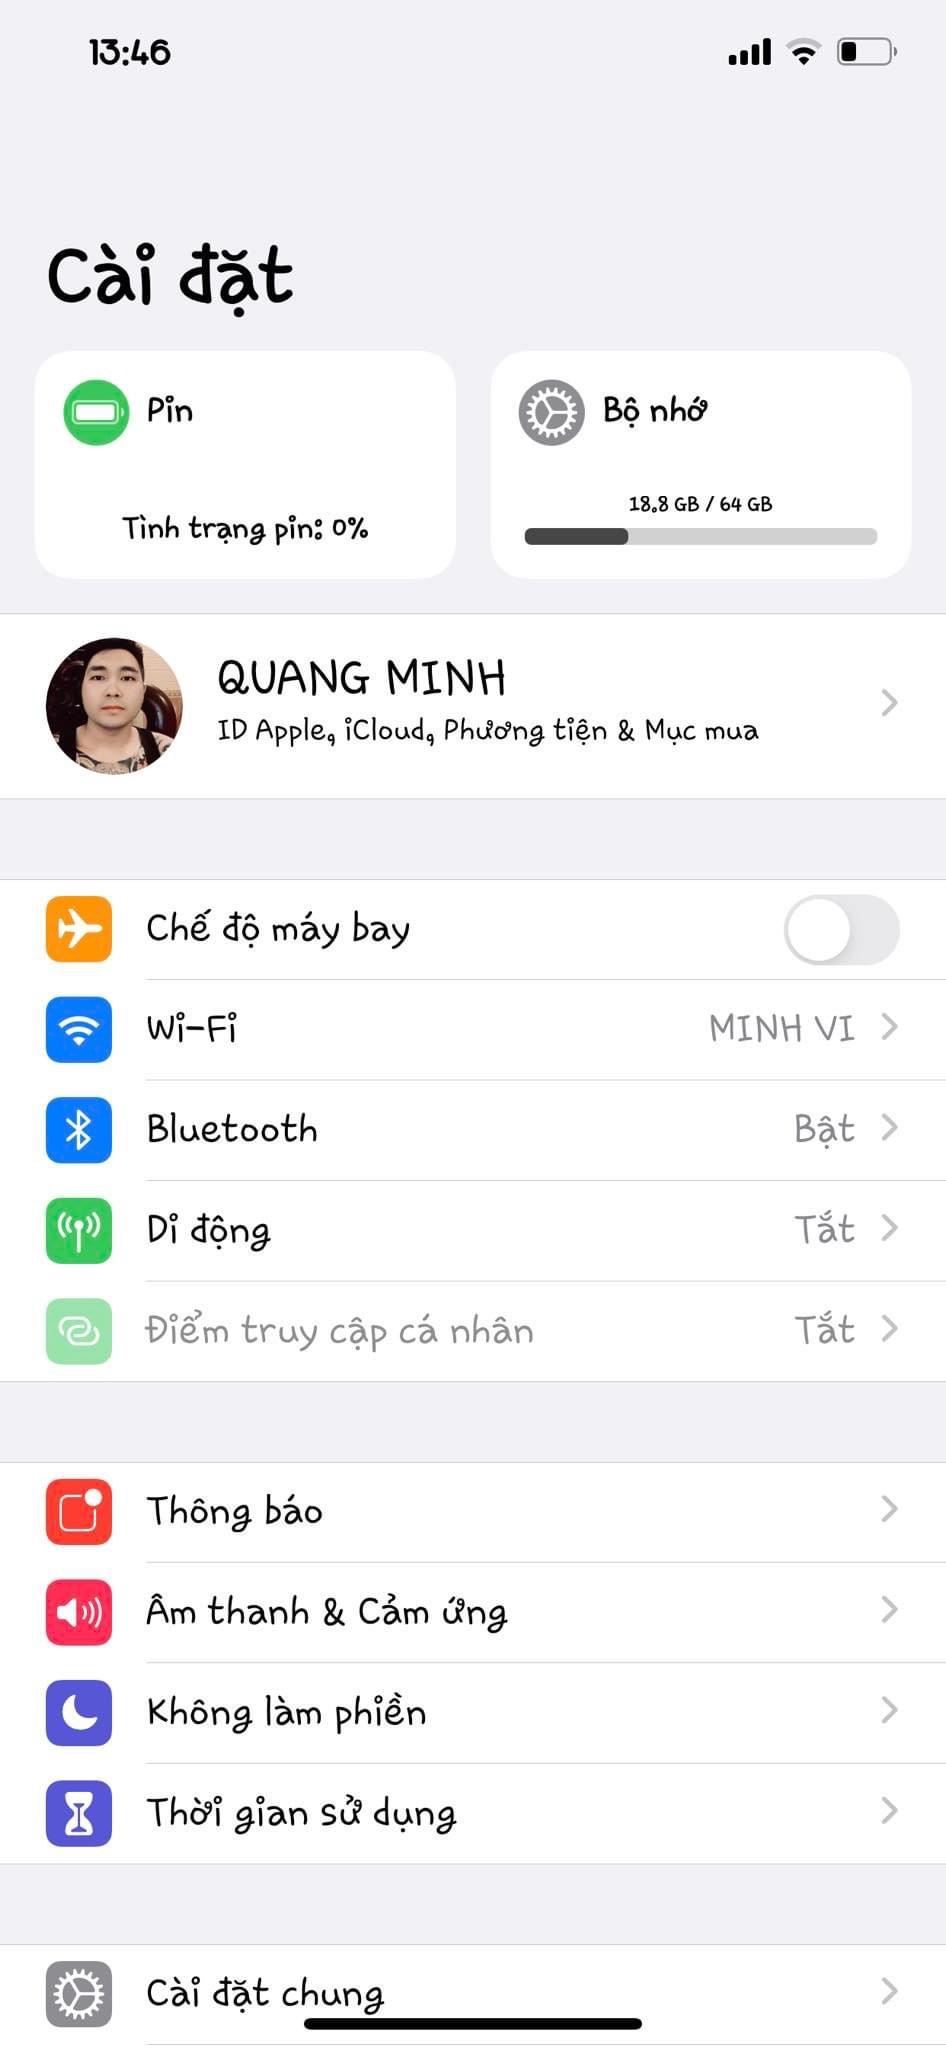 13:46
Cài đặt
Pin
Tình trạng pin: 0%
Bộ nhớ
18.8 GB / 64 GB
QUANG MINH
ID Apple, iCloud, Phương tiện & Mục mua
Chế độ máy bay
Wi-Fi MINH VI
Bluetooth Bật
Di động Tắt
Điểm truy cập cá nhân Tắt
Thông báo
Âm thanh & Cảm ứng
Không làm phiền
Thời gian sử dụng
Cài đặt chung